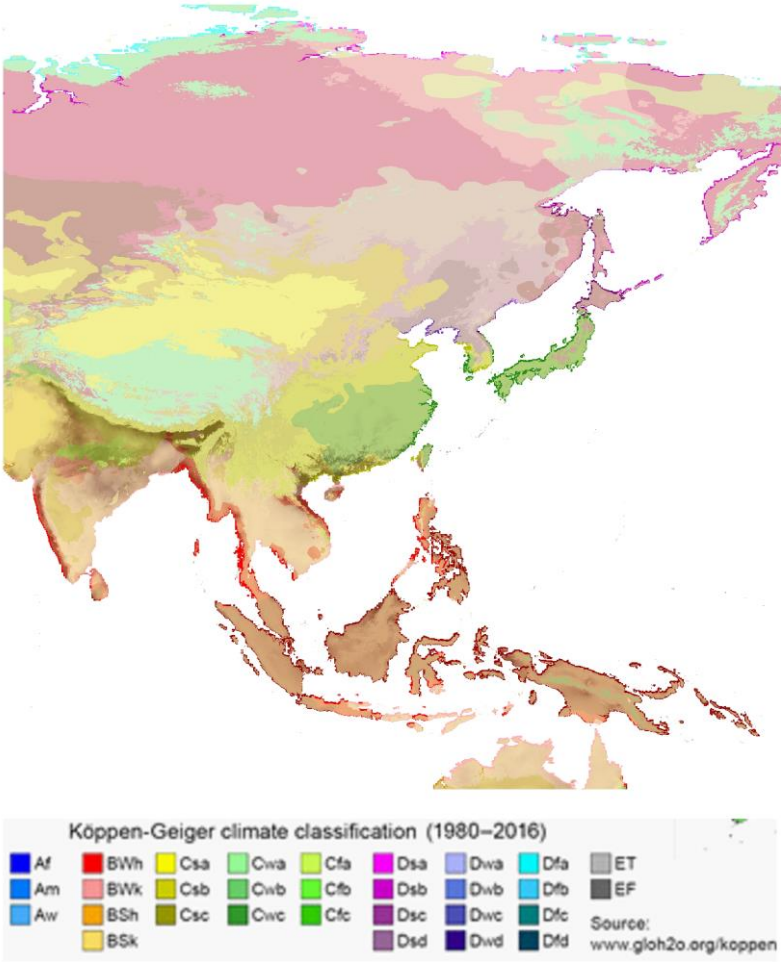 Köppen-Geiger climate classification (1980–2016)
Af BWh Csa Cwa Cfa Dsa Dwa Dfa ET
Am BWk Csb Cwb Cfb Dsb Dwb Dfb EF
Aw BSh Csc Cwc Cfc Dsc Dwc Dfc Source:
BSk Dsd Dwd Dfd www.gloh2o.org/koppen